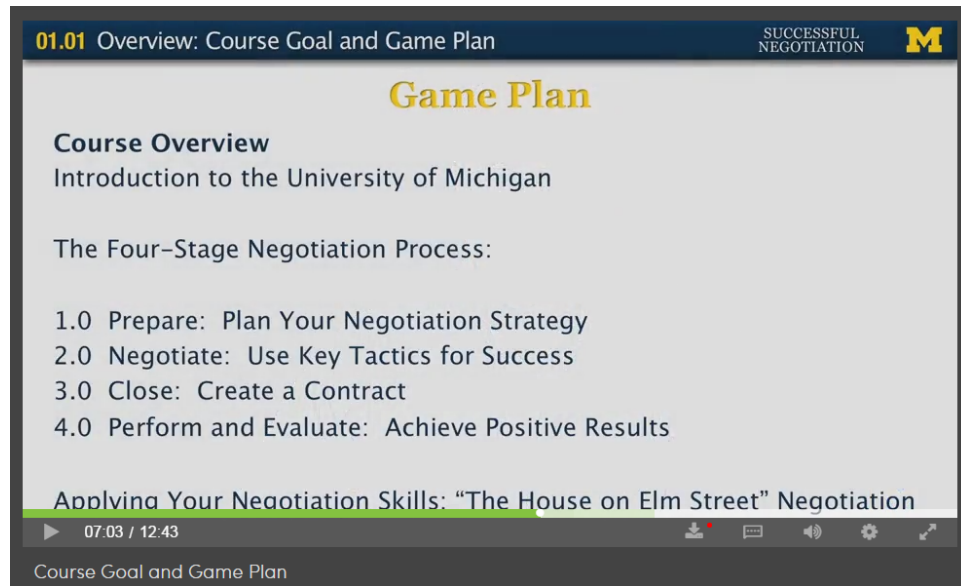 01.01 Overview: Course Goal and Game Plan
SUCCESSFUL
NEGOTIATION
M
Game Plan
Course Overview
Introduction to the University of Michigan
The Four-Stage Negotiation Process:
1.0 Prepare: Plan Your Negotiation Strategy
2.0 Negotiate: Use Key Tactics for Success
3.0 Close: Create a Contract
4.0 Perform and Evaluate: Achieve Positive Results
Applying Your Negotiation Skills: “The House on Elm Street” Negotiation
07:03 / 12:43
Course Goal and Game Plan